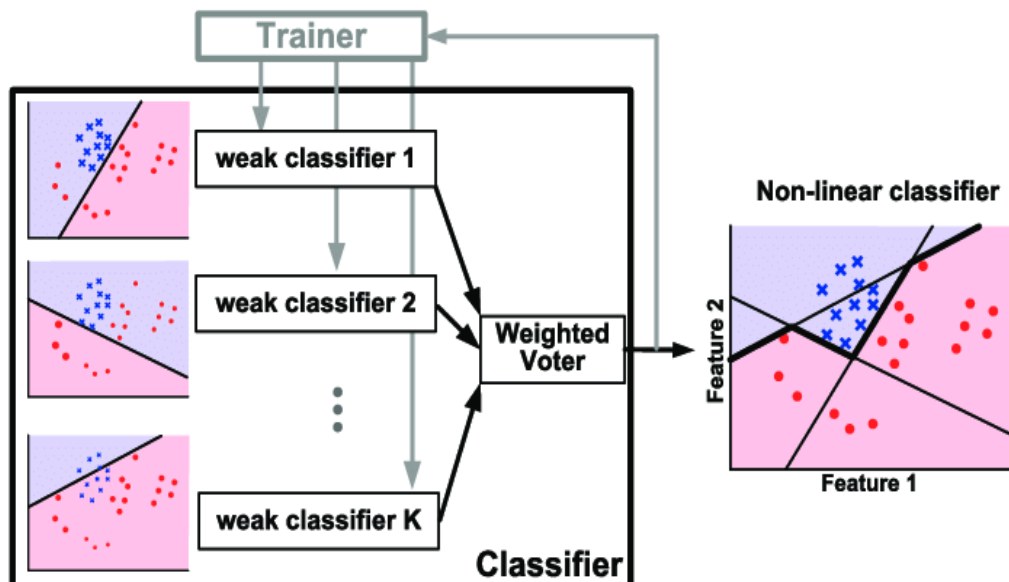 Trainer
weak classifier 1
weak classifier 2
weak classifier K
Weighted
Voter
Classifier
Non-linear classifier
Feature 2
Feature 1